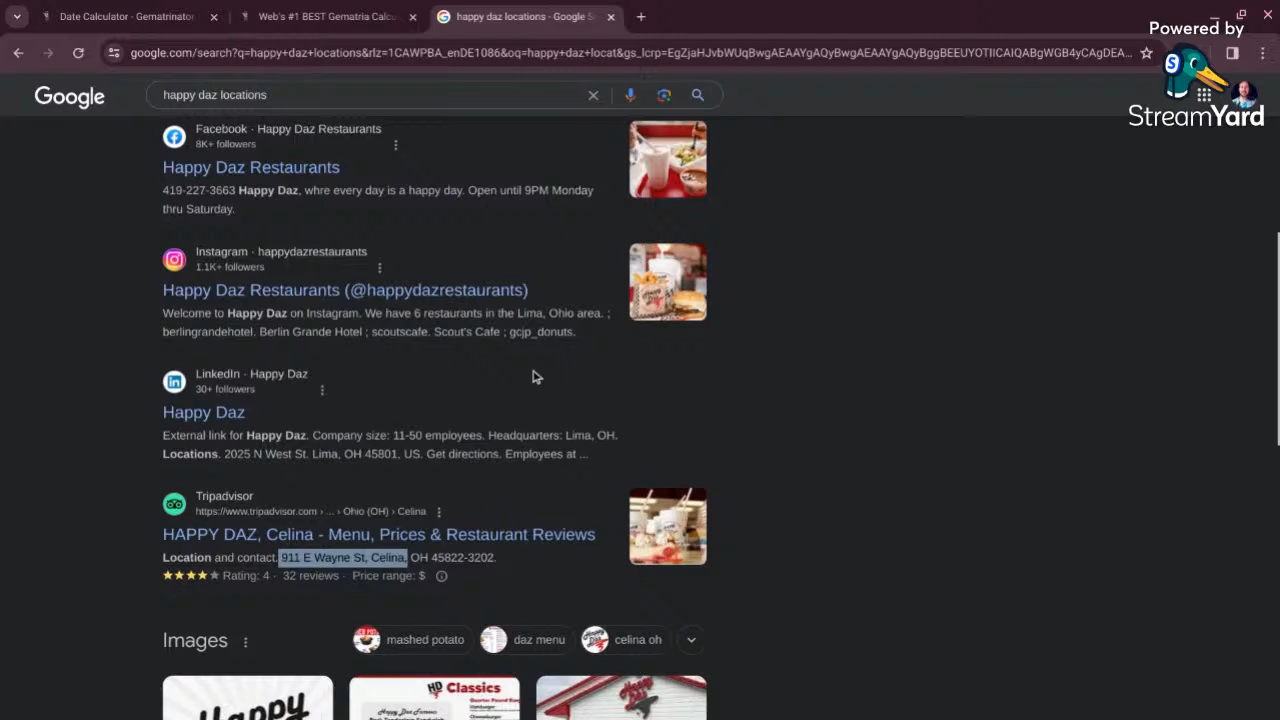 Date Calculator - Gematrinator
Web's #1 BEST Gematria Calcu
happy daz locations - Google S
google.com/search?q=happy+daz+locations&rlz=1CAWPBA_enDE1086&oq=happy+daz+locat&gs_lcrp=EgZjaHJvbWUqBwgAEAAYgAQyBwgAEAAYgAQyBggBEEUYOTIICAIQABgWGB4yCAgDEA...
Powered by
StreamYard
Google
happy daz locations
Facebook · Happy Daz Restaurants
8K+ followers
Happy Daz Restaurants
419-227-3663 Happy Daz, whre every day is a happy day. Open until 9PM Monday
thru Saturday.
Instagram · happydazrestaurants
1.1K+ followers
Happy Daz Restaurants (@happydazrestaurants)
Welcome to Happy Daz on Instagram. We have 6 restaurants in the Lima, Ohio area. ;
berlingrandehotel. Berlin Grande Hotel ; scoutscafe. Scout's Cafe ; gcjp_donuts.
LinkedIn · Happy Daz
30+ followers
Happy Daz
External link for Happy Daz. Company size: 11-50 employees. Headquarters: Lima, OH.
Locations. 2025 N West St. Lima, OH 45801, US. Get directions. Employees at ...
Tripadvisor
https://www.tripadvisor.com › ... › Ohio (OH) › Celina
HAPPY DAZ, Celina - Menu, Prices & Restaurant Reviews
Location and contact. 911 E Wayne St, Celina, OH 45822-3202.
Rating: 4 · 32 reviews · Price range: $
Images
mashed potato
daz menu
celina oh
Happy
HD Classics
Happy Daz Famous